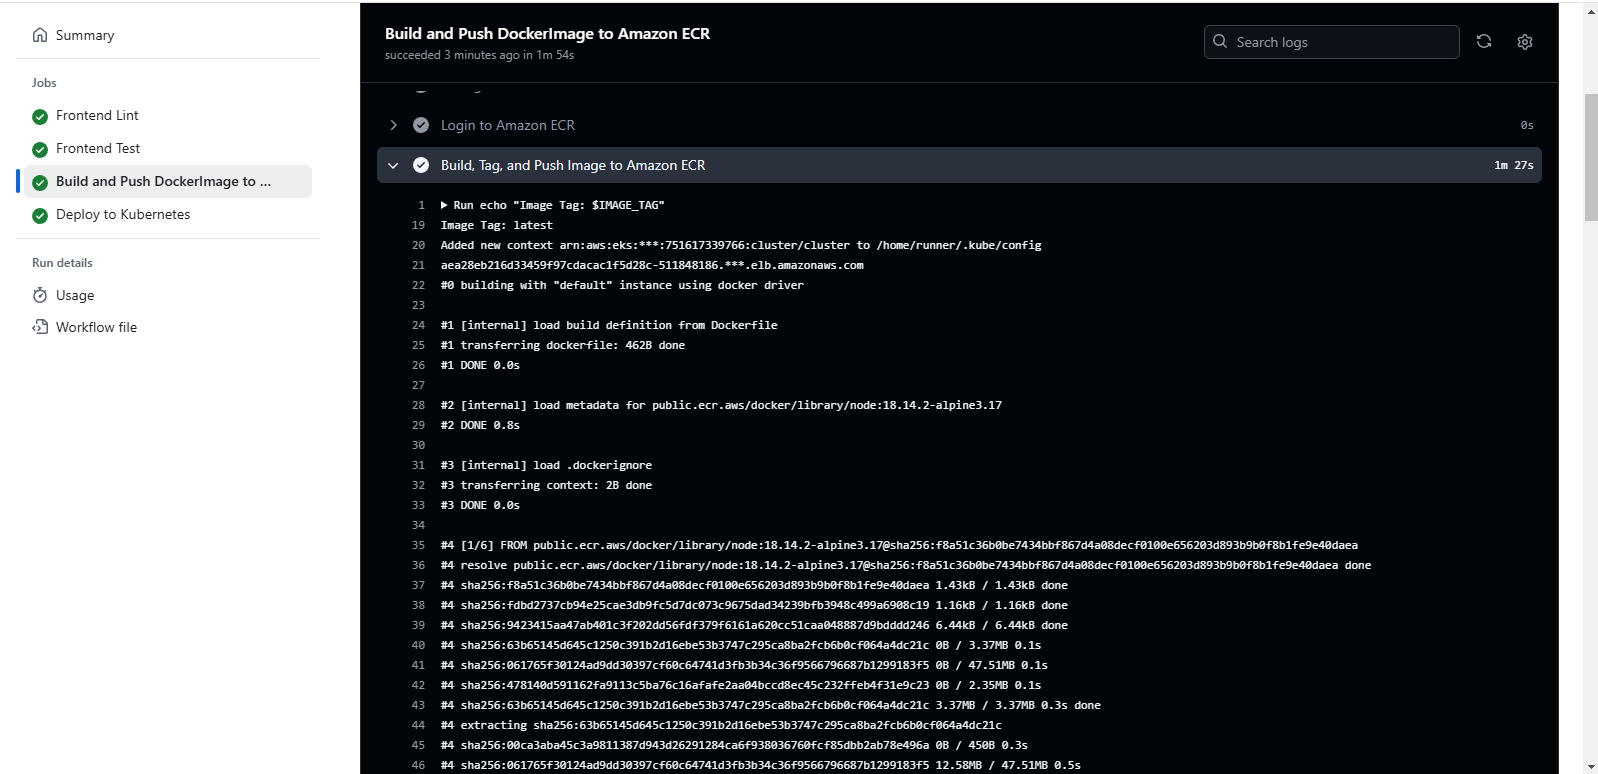 Summary
Jobs
Frontend Lint
Frontend Test
Build and Push DockerImage to ...
Deploy to Kubernetes
Run details
Usage
Workflow file
Build and Push DockerImage to Amazon ECR
succeeded 3 minutes ago in 1m 54s
Search logs
Login to Amazon ECR 0s
Build, Tag, and Push Image to Amazon ECR 1m 27s
1 Run echo "Image Tag: $IMAGE_TAG"
19 Image Tag: latest
20 Added new context arn:aws:eks:***:751617339766:cluster/cluster to /home/runner/.kube/config
21 aea28eb216d33459f97cdacac1f5d28c-511848186.***.elb.amazonaws.com
22 #0 building with "default" instance using docker driver
23
24 #1 [internal] load build definition from Dockerfile
25 #1 transferring dockerfile: 462B done
26 #1 DONE 0.0s
27
28 #2 [internal] load metadata for public.ecr.aws/docker/library/node:18.14.2-alpine3.17
29 #2 DONE 0.8s
30
31 #3 [internal] load .dockerignore
32 #3 transferring context: 2B done
33 #3 DONE 0.0s
34
35 #4 [1/6] FROM public.ecr.aws/docker/library/node:18.14.2-alpine3.17@sha256:f8a51c36b0be7434bbf867d4a08decf0100e656203d893b9b0f8b1fe9e40daea
36 #4 resolve public.ecr.aws/docker/library/node:18.14.2-alpine3.17@sha256:f8a51c36b0be7434bbf867d4a08decf0100e656203d893b9b0f8b1fe9e40daea done
37 #4 sha256:f8a51c36b0be7434bbf867d4a08decf0100e656203d893b9b0f8b1fe9e40daea 1.43kB / 1.43kB done
38 #4 sha256:fdbd2737cb94e25cae3db9fc5d7dc073c9675dad34239bfb3948c499a6908c19 1.16kB / 1.16kB done
39 #4 sha256:9423415aa47ab401c3f202dd56fdf379f6161a620cc51caa048887d9bdddd246 6.44kB / 6.44kB done
40 #4 sha256:63b65145d645c1250c391b2d16ebe53b3747c295ca8ba2fcb6b0cf064a4dc21c 0B / 3.37MB 0.1s
41 #4 sha256:061765f30124ad9dd30397cf60c64741d3fb3b34c36f9566796687b1299183f5 0B / 47.51MB 0.1s
42 #4 sha256:478140d591162fa9113c5ba76c16afafe2aa04bccd8ec45c232ffeb4f31e9c23 0B / 2.35MB 0.1s
43 #4 sha256:63b65145d645c1250c391b2d16ebe53b3747c295ca8ba2fcb6b0cf064a4dc21c 3.37MB / 3.37MB 0.3s done
44 #4 extracting sha256:63b65145d645c1250c391b2d16ebe53b3747c295ca8ba2fcb6b0cf064a4dc21c
45 #4 sha256:00ca3aba45c3a9811387d943d26291284ca6f938036760fcf85dbb2ab78e496a 0B / 450B 0.3s
46 #4 sha256:061765f30124ad9dd30397cf60c64741d3fb3b34c36f9566796687b1299183f5 12.58MB / 47.51MB 0.5s